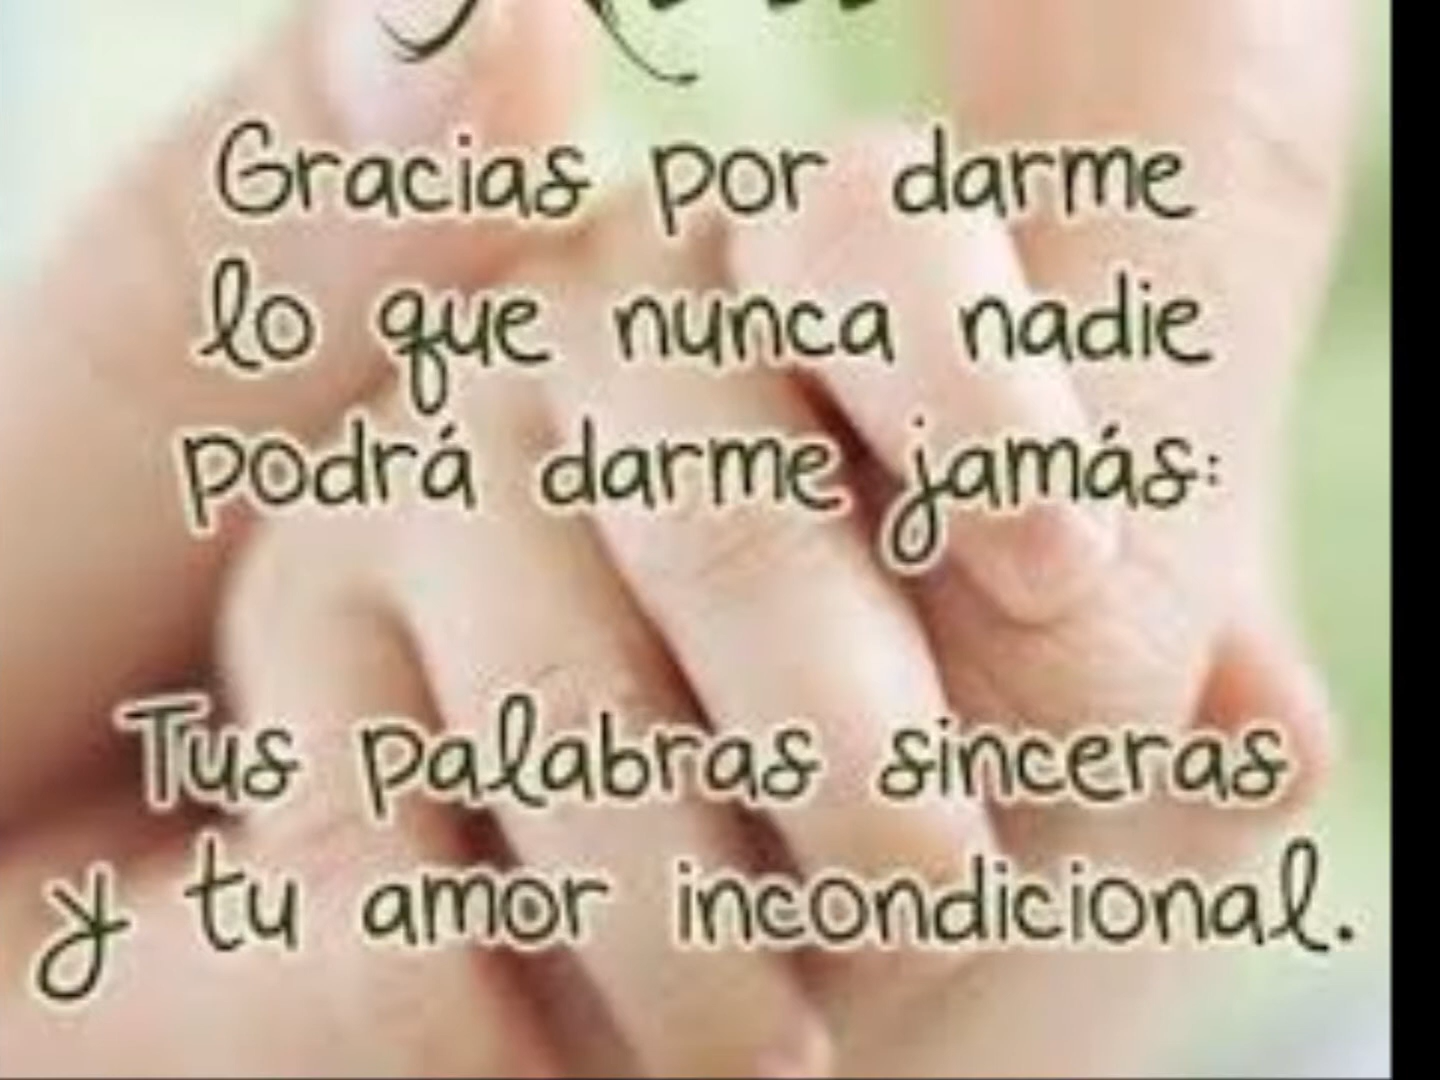 Gracias por darme
lo que nunca nadie
podrá darme jamás:
Tus palabras sinceras
y tu amor incondicional.